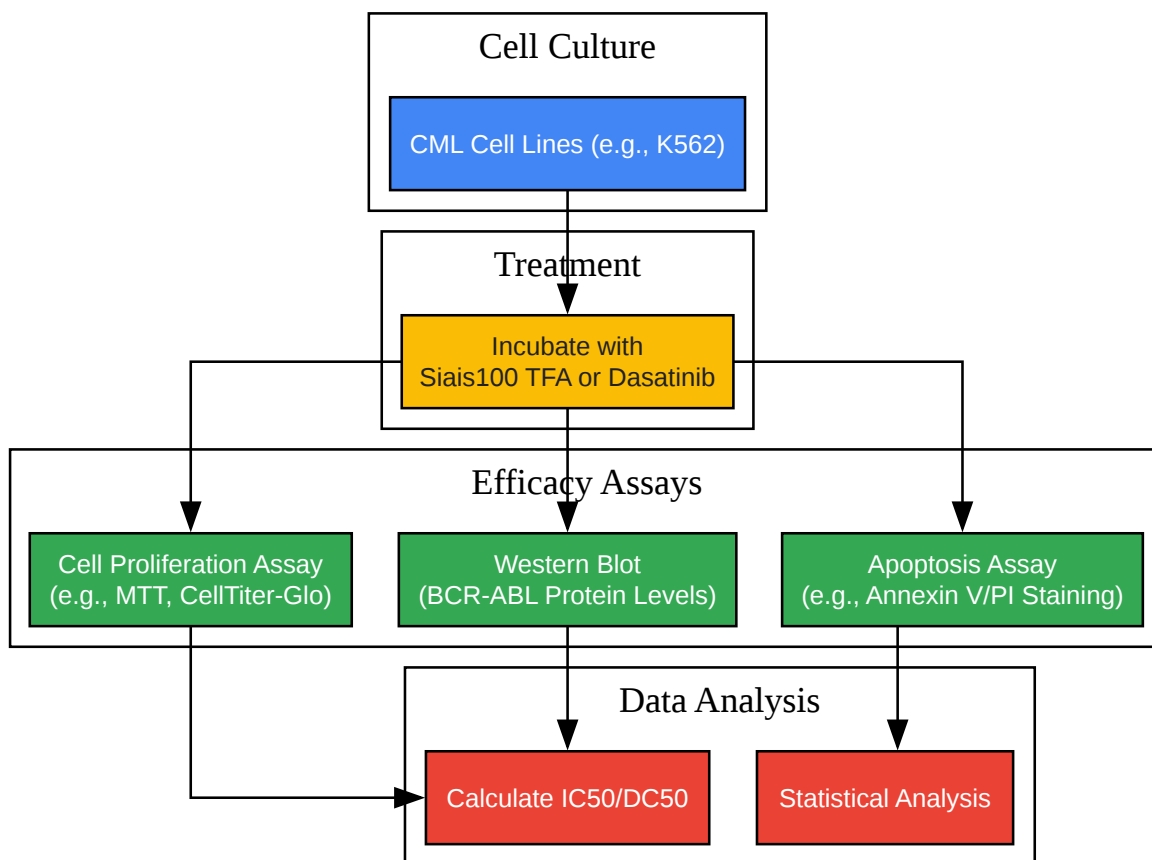 Cell Culture
CML Cell Lines (e.g., K562)
Treatment
Incubate with
Siais100 TFA or Dasatinib
Efficacy Assays
Cell Proliferation Assay
(e.g., MTT, CellTiter-Glo)
Western Blot
(BCR-ABL Protein Levels)
Apoptosis Assay
(e.g., Annexin V/PI Staining)
Data Analysis
Calculate IC50/DC50
Statistical Analysis